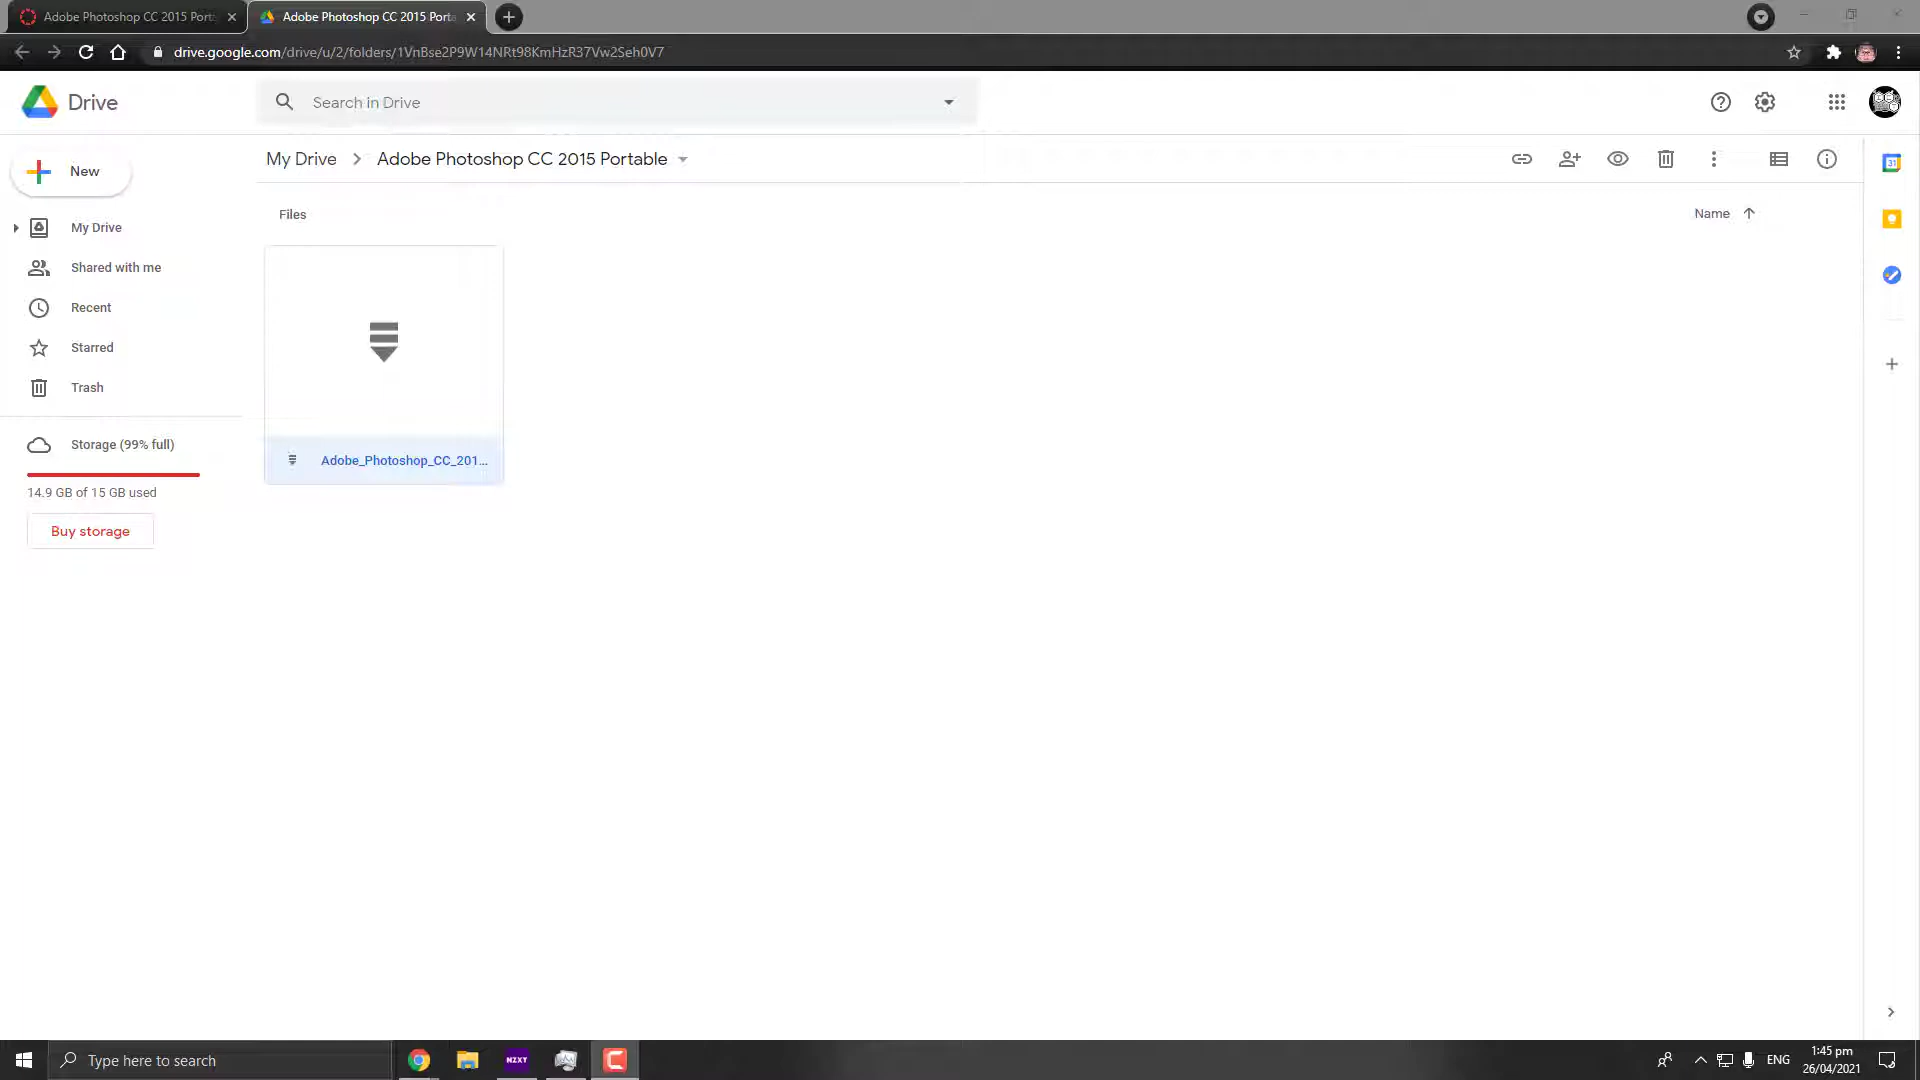 Adobe Photoshop CC 2015 Port
Adobe Photoshop CC 2015 Porta
drive.google.com/drive/u/2/folders/1VnBse2P9W14NRt98KmHzR37Vw2Seh0V7
Drive
Search in Drive
New
My Drive > Adobe Photoshop CC 2015 Portable
Files
Name
My Drive
Shared with me
Recent
Starred
Trash
Storage (99% full)
14.9 GB of 15 GB used
Buy storage
Adobe_Photoshop_CC_201...
31
Type here to search
NZXT
ENG
1:45 pm
26/04/2021